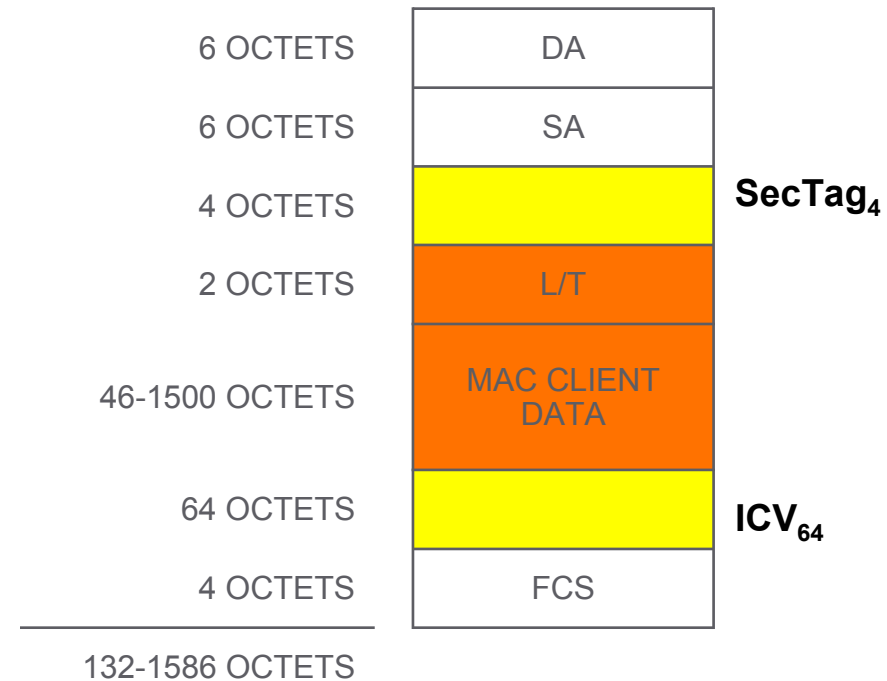 6 OCTETS DA
6 OCTETS SA
4 OCTETS SecTag4
2 OCTETS L/T
46-1500 OCTETS MAC CLIENT
DATA
64 OCTETS ICV64
4 OCTETS FCS
132-1586 OCTETS